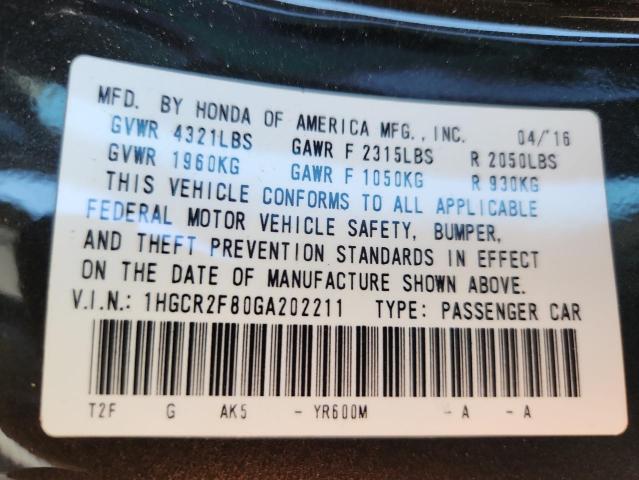 MFD. BY HONDA OF AMERICA MFG., INC. 04/16
GVWR 4321LBS GAWR F 2315LBS R 2050LBS
GVWR 1960KG GAWR F 1050KG R 930KG
THIS VEHICLE CONFORMS TO ALL APPLICABLE
FEDERAL MOTOR VEHICLE SAFETY, BUMPER,
AND THEFT PREVENTION STANDARDS IN EFFECT
ON THE DATE OF MANUFACTURE SHOWN ABOVE.
V.I.N.: 1HGCR2F80GA202211 TYPE: PASSENGER CAR
T2F G AK5 - YR600M - A - A